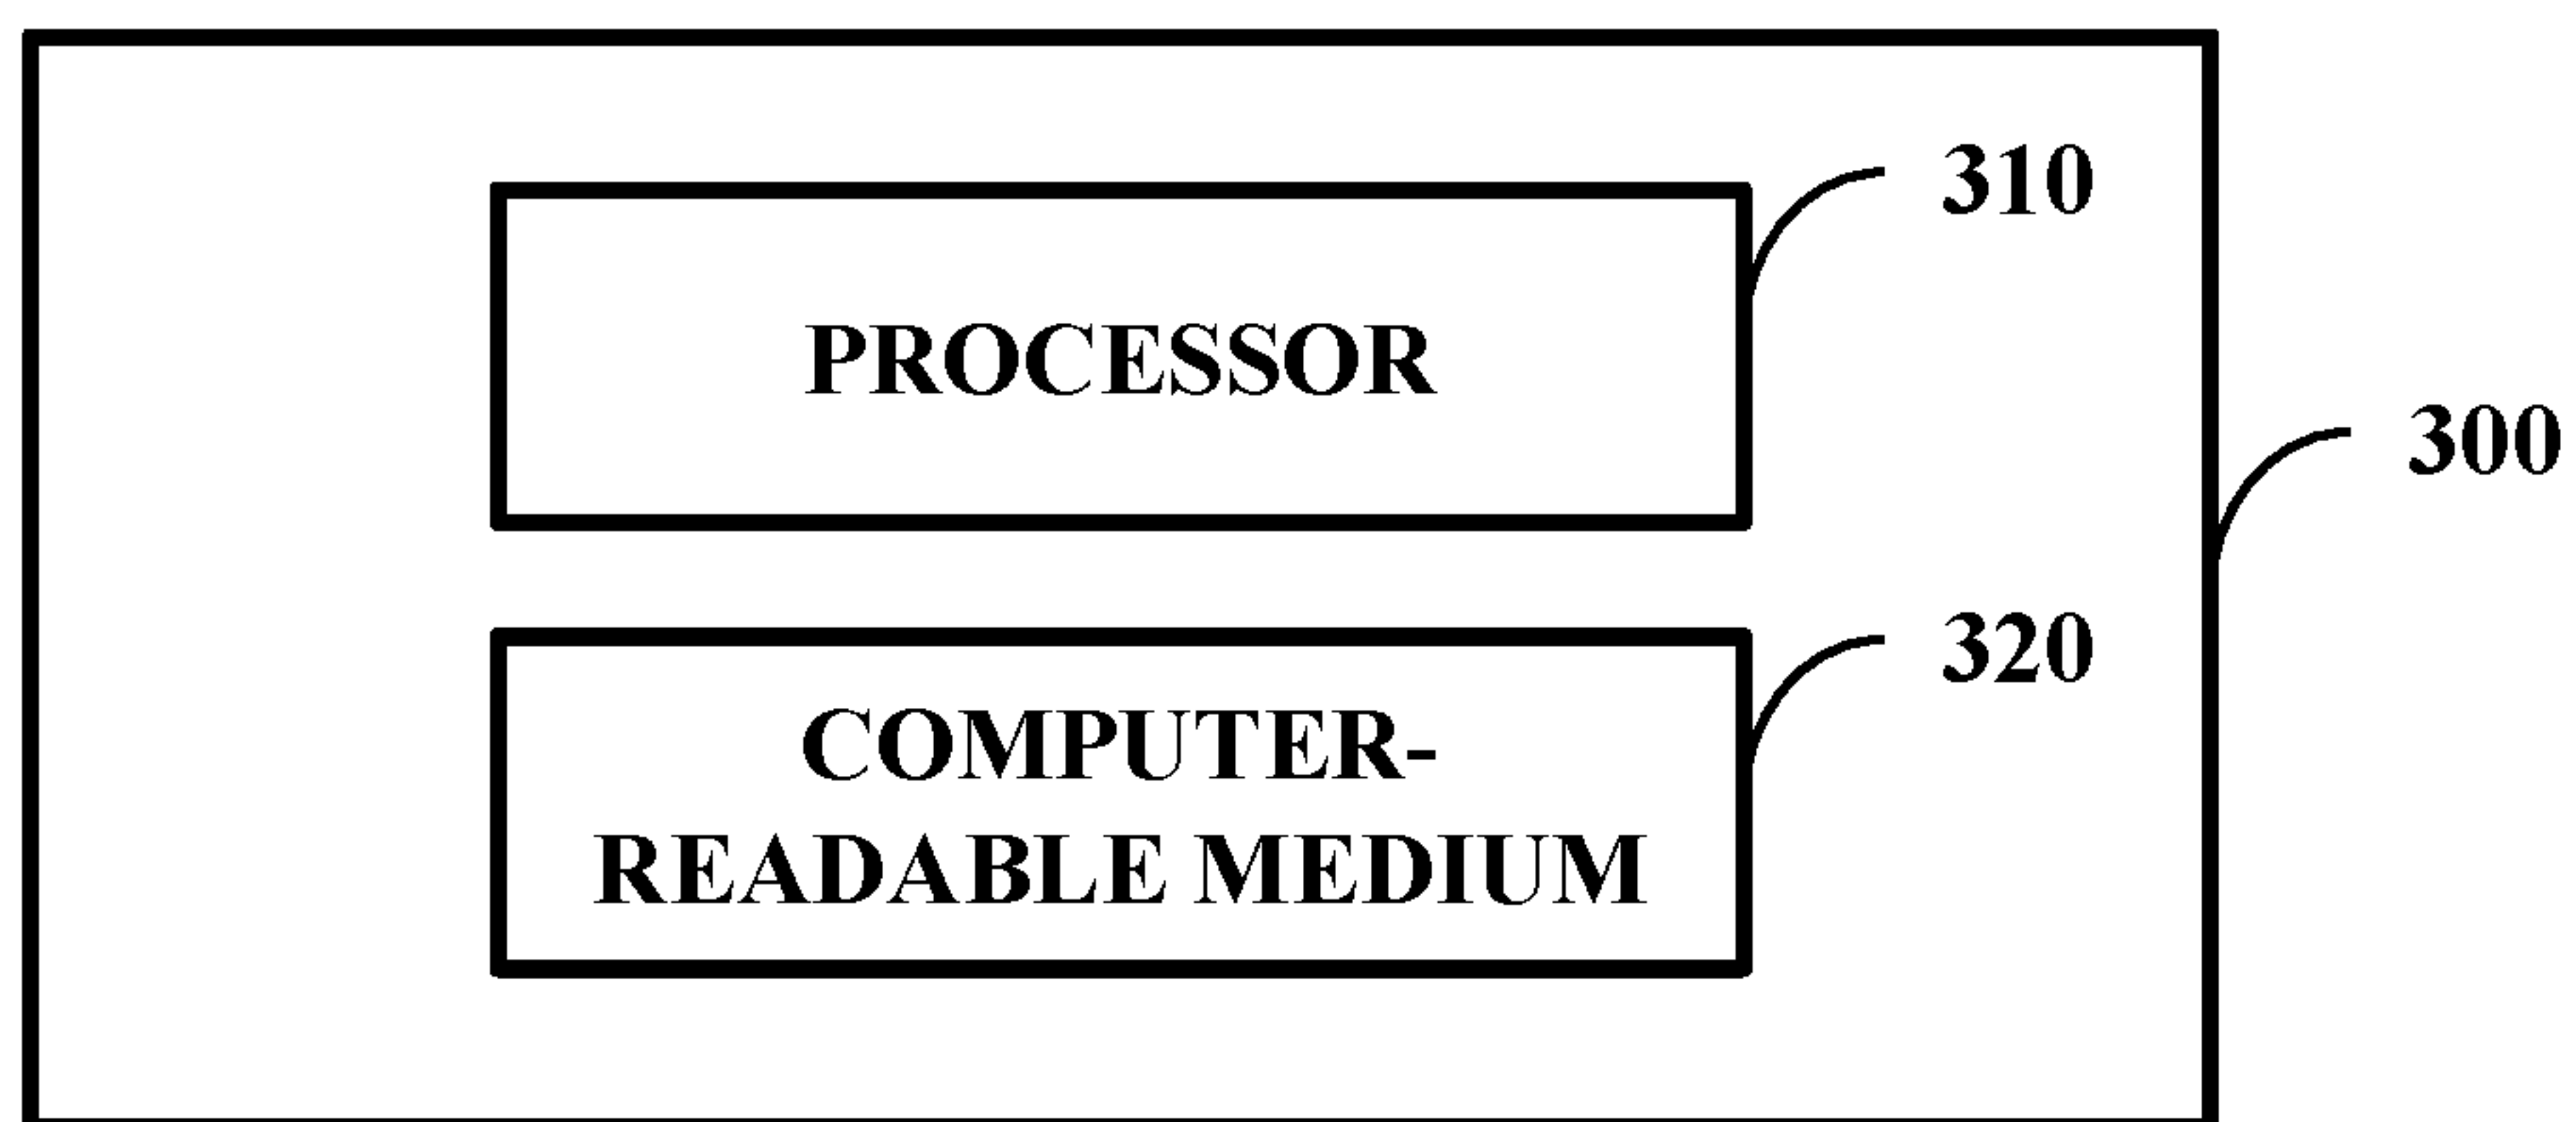 310
PROCESSOR
300
320
COMPUTER-
READABLE MEDIUM